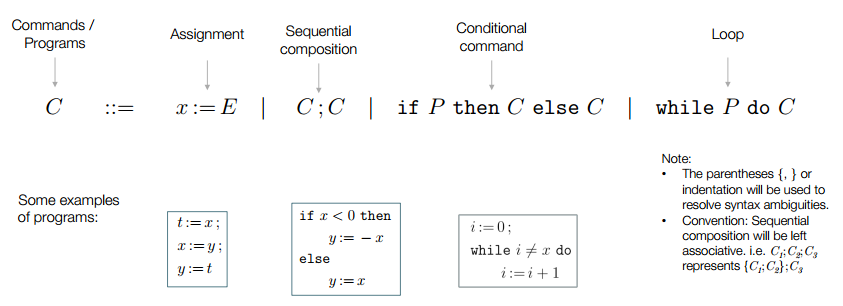 Commands /
Programs
Assignment
Sequential
composition
Conditional
command
Loop
C ::= x := E | C ; C | if P then C else C | while P do C
Some examples
of programs:
t := x ;
x := y;
y := t
if x < 0 then
y := − x
else
y := x
i := 0;
while i ≠ x do
i := i + 1
Note:
• The parentheses {, } or
indentation will be used to
resolve syntax ambiguities.
• Convention: Sequential
composition will be left
associative. i.e. C₁;C₂;C₃
represents {C₁;C₂};C₃